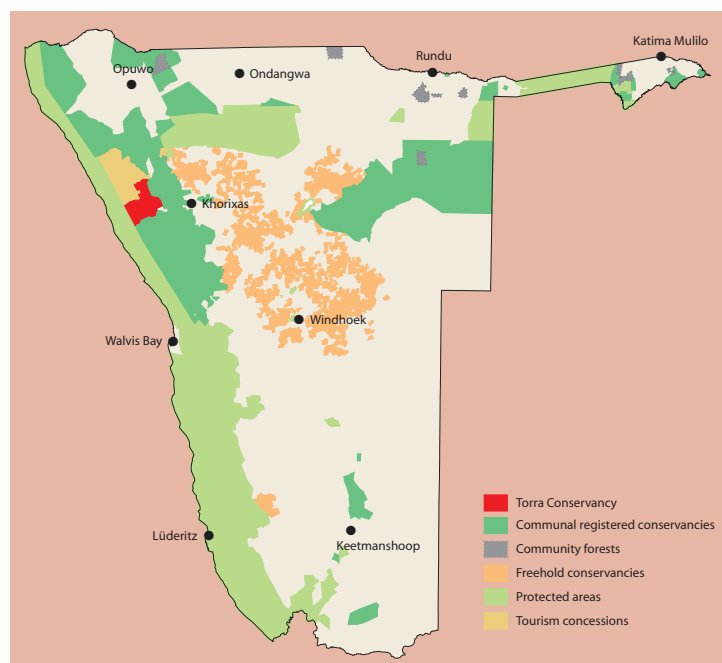 Katima Mulilo
Rundu
Opuwo
Ondangwa
Khorixas
Windhoek
Walvis Bay
Lüderitz
Keetmanshoop
Torra Conservancy
Communal registered conservancies
Community forests
Freehold conservancies
Protected areas
Tourism concessions